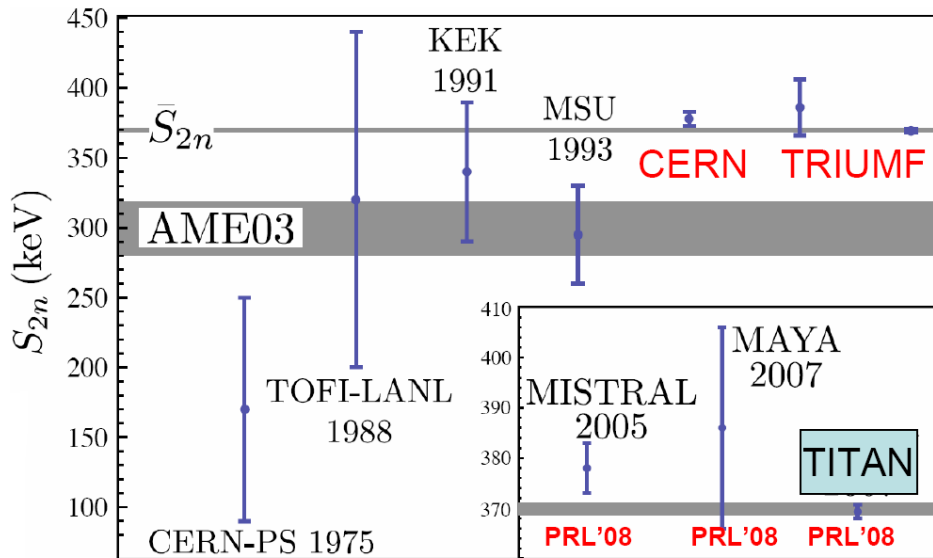 450
400
350
300
250
200
150
100
S2n (keV)
S̄2n
AME03
KEK
1991
MSU
1993
CERN
TRIUMF
TOFI-LANL
1988
CERN-PS 1975
410
400
390
380
370
MISTRAL
2005
MAYA
2007
TITAN
PRL'08
PRL'08
PRL'08